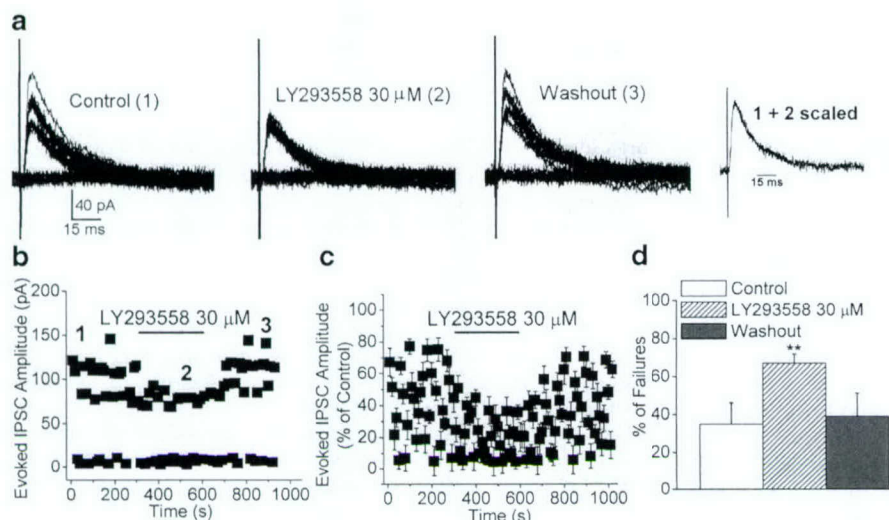 a
Control (1)
LY293558 30 µM (2)
Washout (3)
1 + 2 scaled
40 pA
15 ms
15 ms
b
Evoked IPSC Amplitude (pA)
200
150
100
50
0
1
LY293558 30 µM
3
2
0 200 400 600 800 1000
Time (s)
c
Evoked IPSC Amplitude
(% of Control)
100
80
60
40
20
0
LY293558 30 µM
0 200 400 600 800 1000
Time (s)
d
Control
LY293558 30 µM
Washout
% of Failures
100
80
60
40
20
0
**